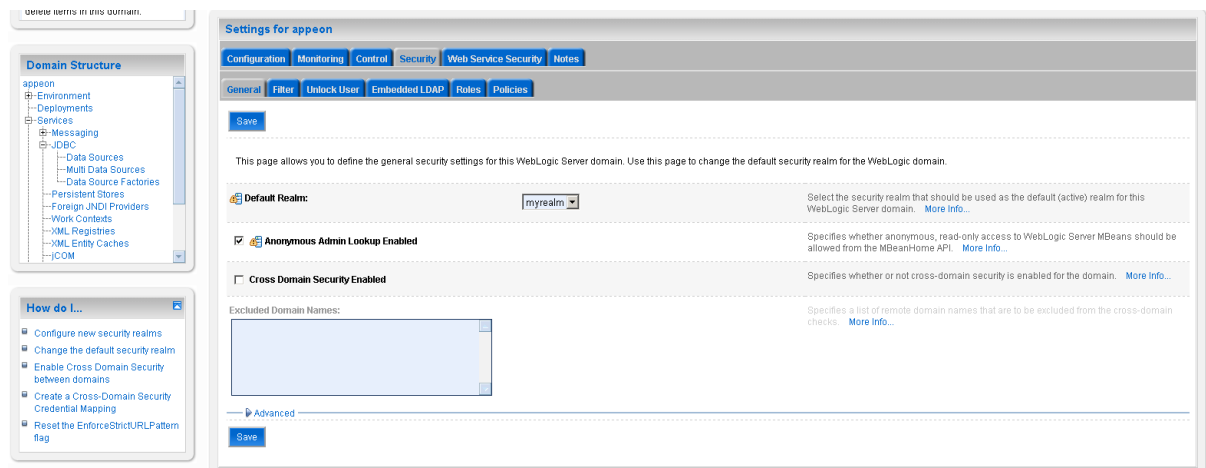 delete items in this domain.
Domain Structure
appeon
Environment
Deployments
Services
Messaging
JDBC
Data Sources
Multi Data Sources
Data Source Factories
Persistent Stores
Foreign JNDI Providers
Work Contexts
XML Registries
XML Entity Caches
jCOM
How do I...
Configure new security realms
Change the default security realm
Enable Cross Domain Security
between domains
Create a Cross-Domain Security
Credential Mapping
Reset the EnforceStrictURLPattern
flag
Settings for appeon
Configuration Monitoring Control Security Web Service Security Notes
General Filter Unlock User Embedded LDAP Roles Policies
Save
This page allows you to define the general security settings for this WebLogic Server domain. Use this page to change the default security realm for the WebLogic domain.
Default Realm: myrealm Select the security realm that should be used as the default (active) realm for this
WebLogic Server domain. More Info...
Anonymous Admin Lookup Enabled Specifies whether anonymous, read-only access to WebLogic Server MBeans should be
allowed from the MBeanHome API. More Info...
Cross Domain Security Enabled Specifies whether or not cross-domain security is enabled for the domain. More Info...
Excluded Domain Names: Specifies a list of remote domain names that are to be excluded from the cross-domain
checks. More Info...
Advanced
Save